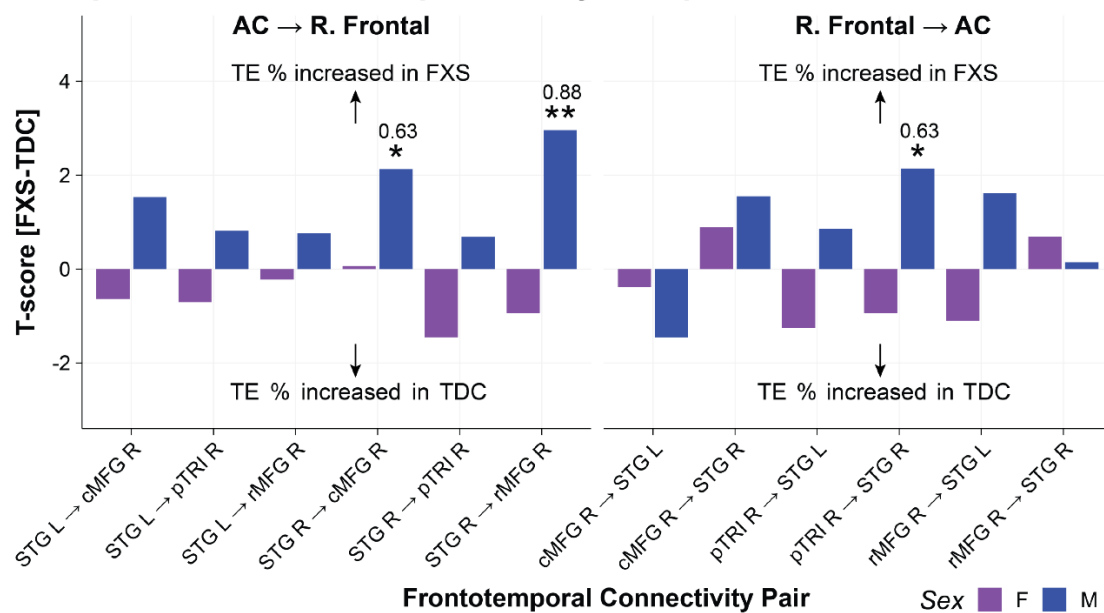 AC → R. Frontal
R. Frontal → AC
TE % increased in FXS
TE % increased in FXS
0.63
*
0.88
**
0.63
*
T-score [FXS-TDC]
4
2
0
-2
TE % increased in TDC
TE % increased in TDC
STG L → cMFG R
STG L → pTRI R
STG L → rMFG R
STG R → cMFG R
STG R → pTRI R
STG R → rMFG R
cMFG R → STG L
cMFG R → STG R
pTRI R → STG L
pTRI R → STG R
rMFG R → STG L
rMFG R → STG R
Frontotemporal Connectivity Pair
Sex F M